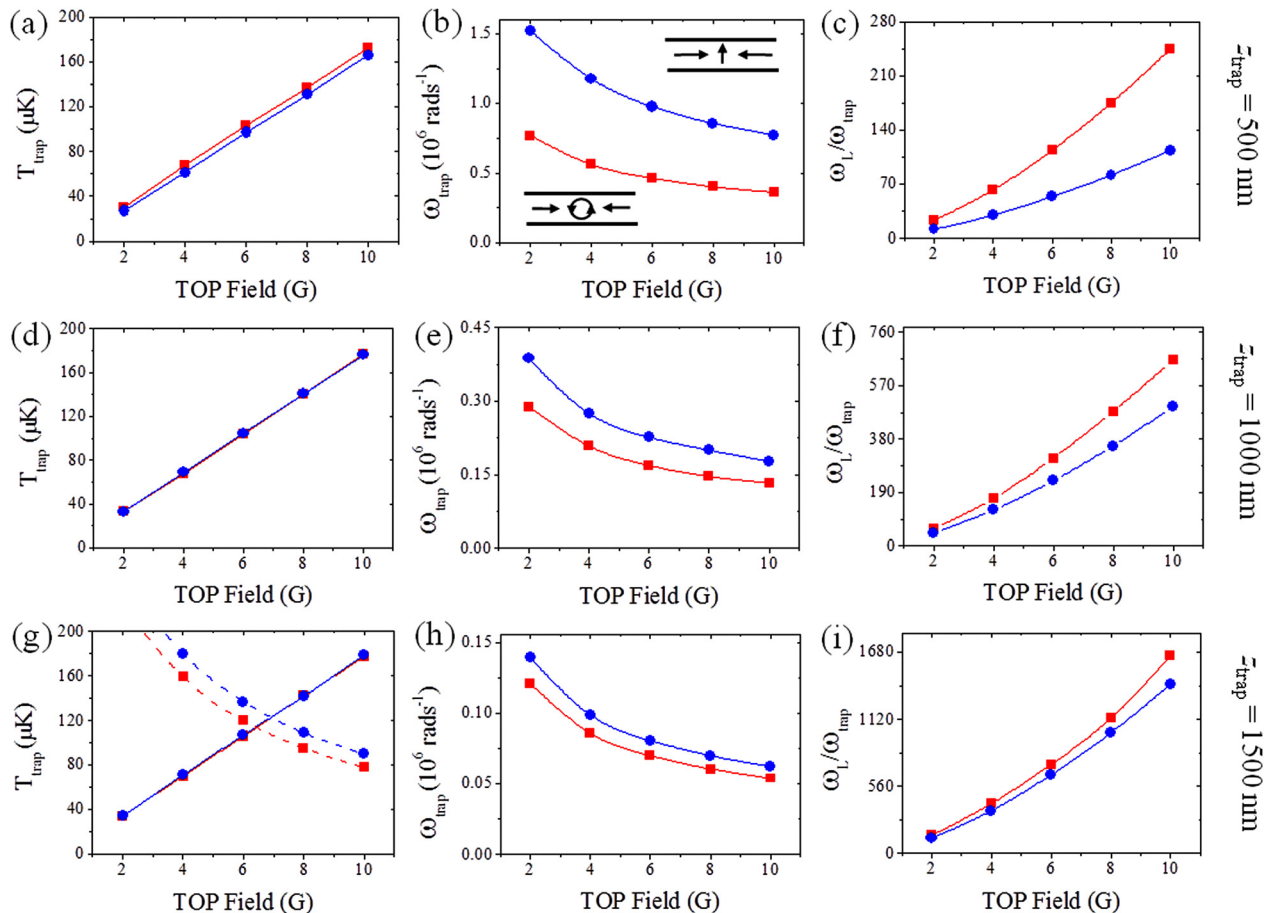 (a)
200
160
120
80
40
0
T_trap (μK)
2 4 6 8 10
TOP Field (G)
(b)
1.5
1.0
0.5
0.0
ω_trap (10^6 rads^-1)
2 4 6 8 10
TOP Field (G)
(c)
280
210
140
70
0
ω_L/ω_trap
2 4 6 8 10
TOP Field (G)
z_trap = 500 nm
(d)
200
160
120
80
40
0
T_trap (μK)
2 4 6 8 10
TOP Field (G)
(e)
0.45
0.30
0.15
0.00
ω_trap (10^6 rads^-1)
2 4 6 8 10
TOP Field (G)
(f)
760
570
380
190
0
ω_L/ω_trap
2 4 6 8 10
TOP Field (G)
z_trap = 1000 nm
(g)
200
160
120
80
40
0
T_trap (μK)
2 4 6 8 10
TOP Field (G)
(h)
0.15
0.10
0.05
0.00
ω_trap (10^6 rads^-1)
2 4 6 8 10
TOP Field (G)
(i)
1680
1120
560
0
ω_L/ω_trap
2 4 6 8 10
TOP Field (G)
z_trap = 1500 nm